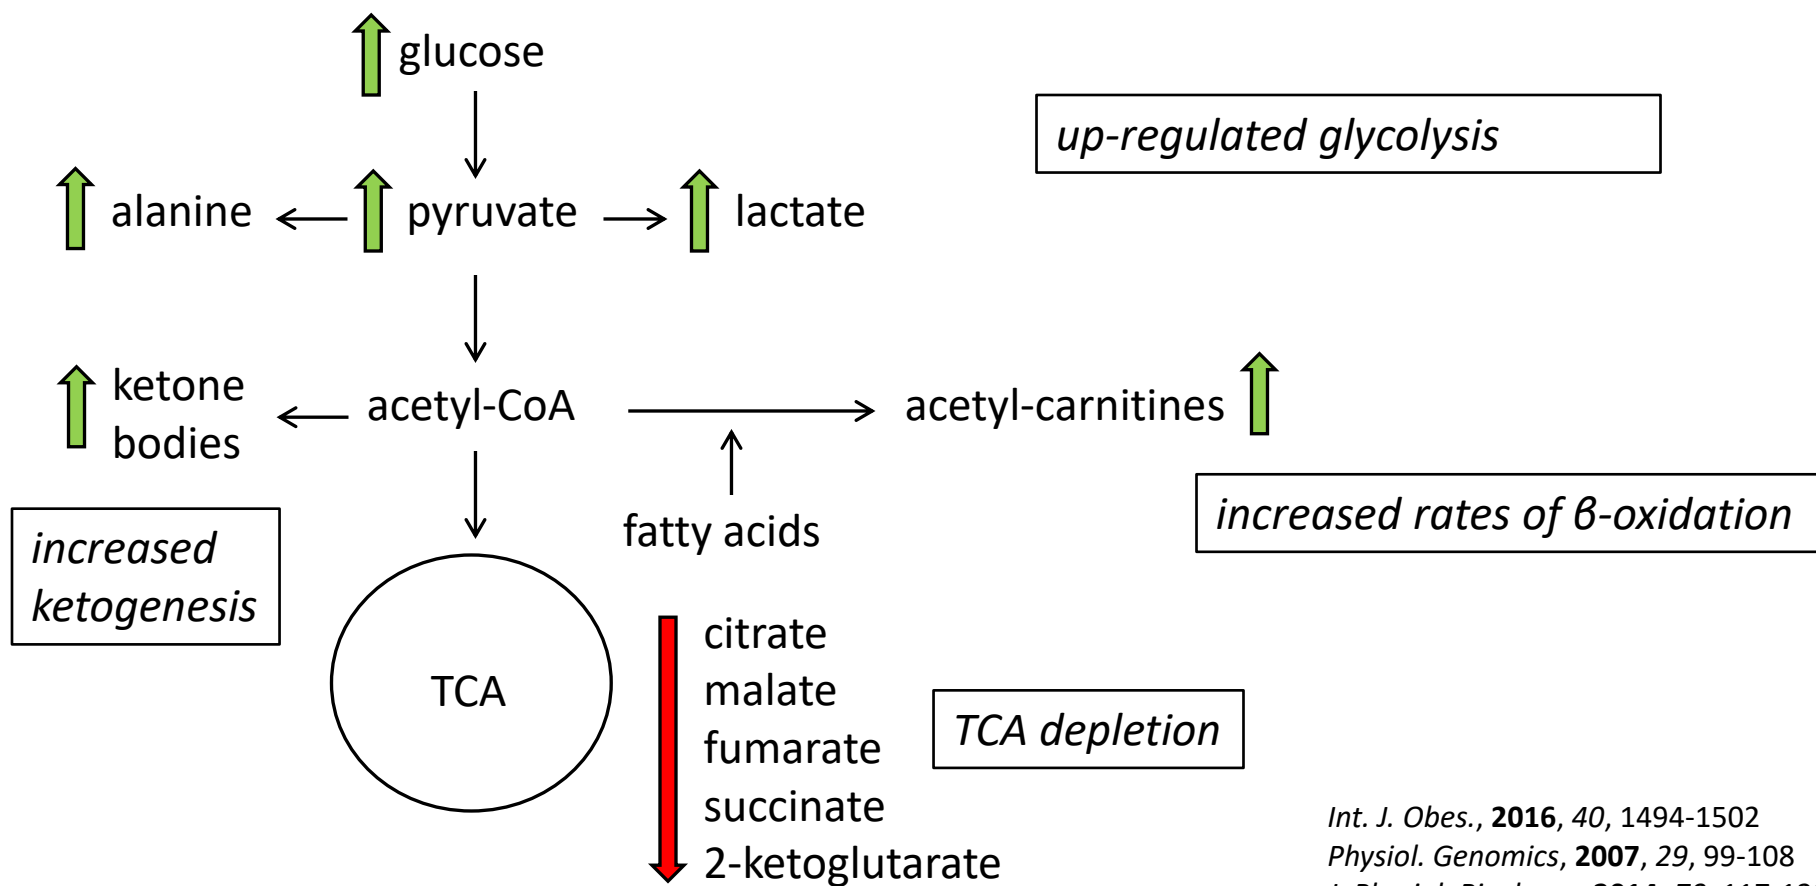 glucose
up-regulated glycolysis
alanine
pyruvate
lactate
ketone
bodies
acetyl-CoA
acetyl-carnitines
fatty acids
increased rates of β-oxidation
increased
ketogenesis
TCA
citrate
malate
fumarate
succinate
2-ketoglutarate
TCA depletion
Int. J. Obes., 2016, 40, 1494-1502
Physiol. Genomics, 2007, 29, 99-108